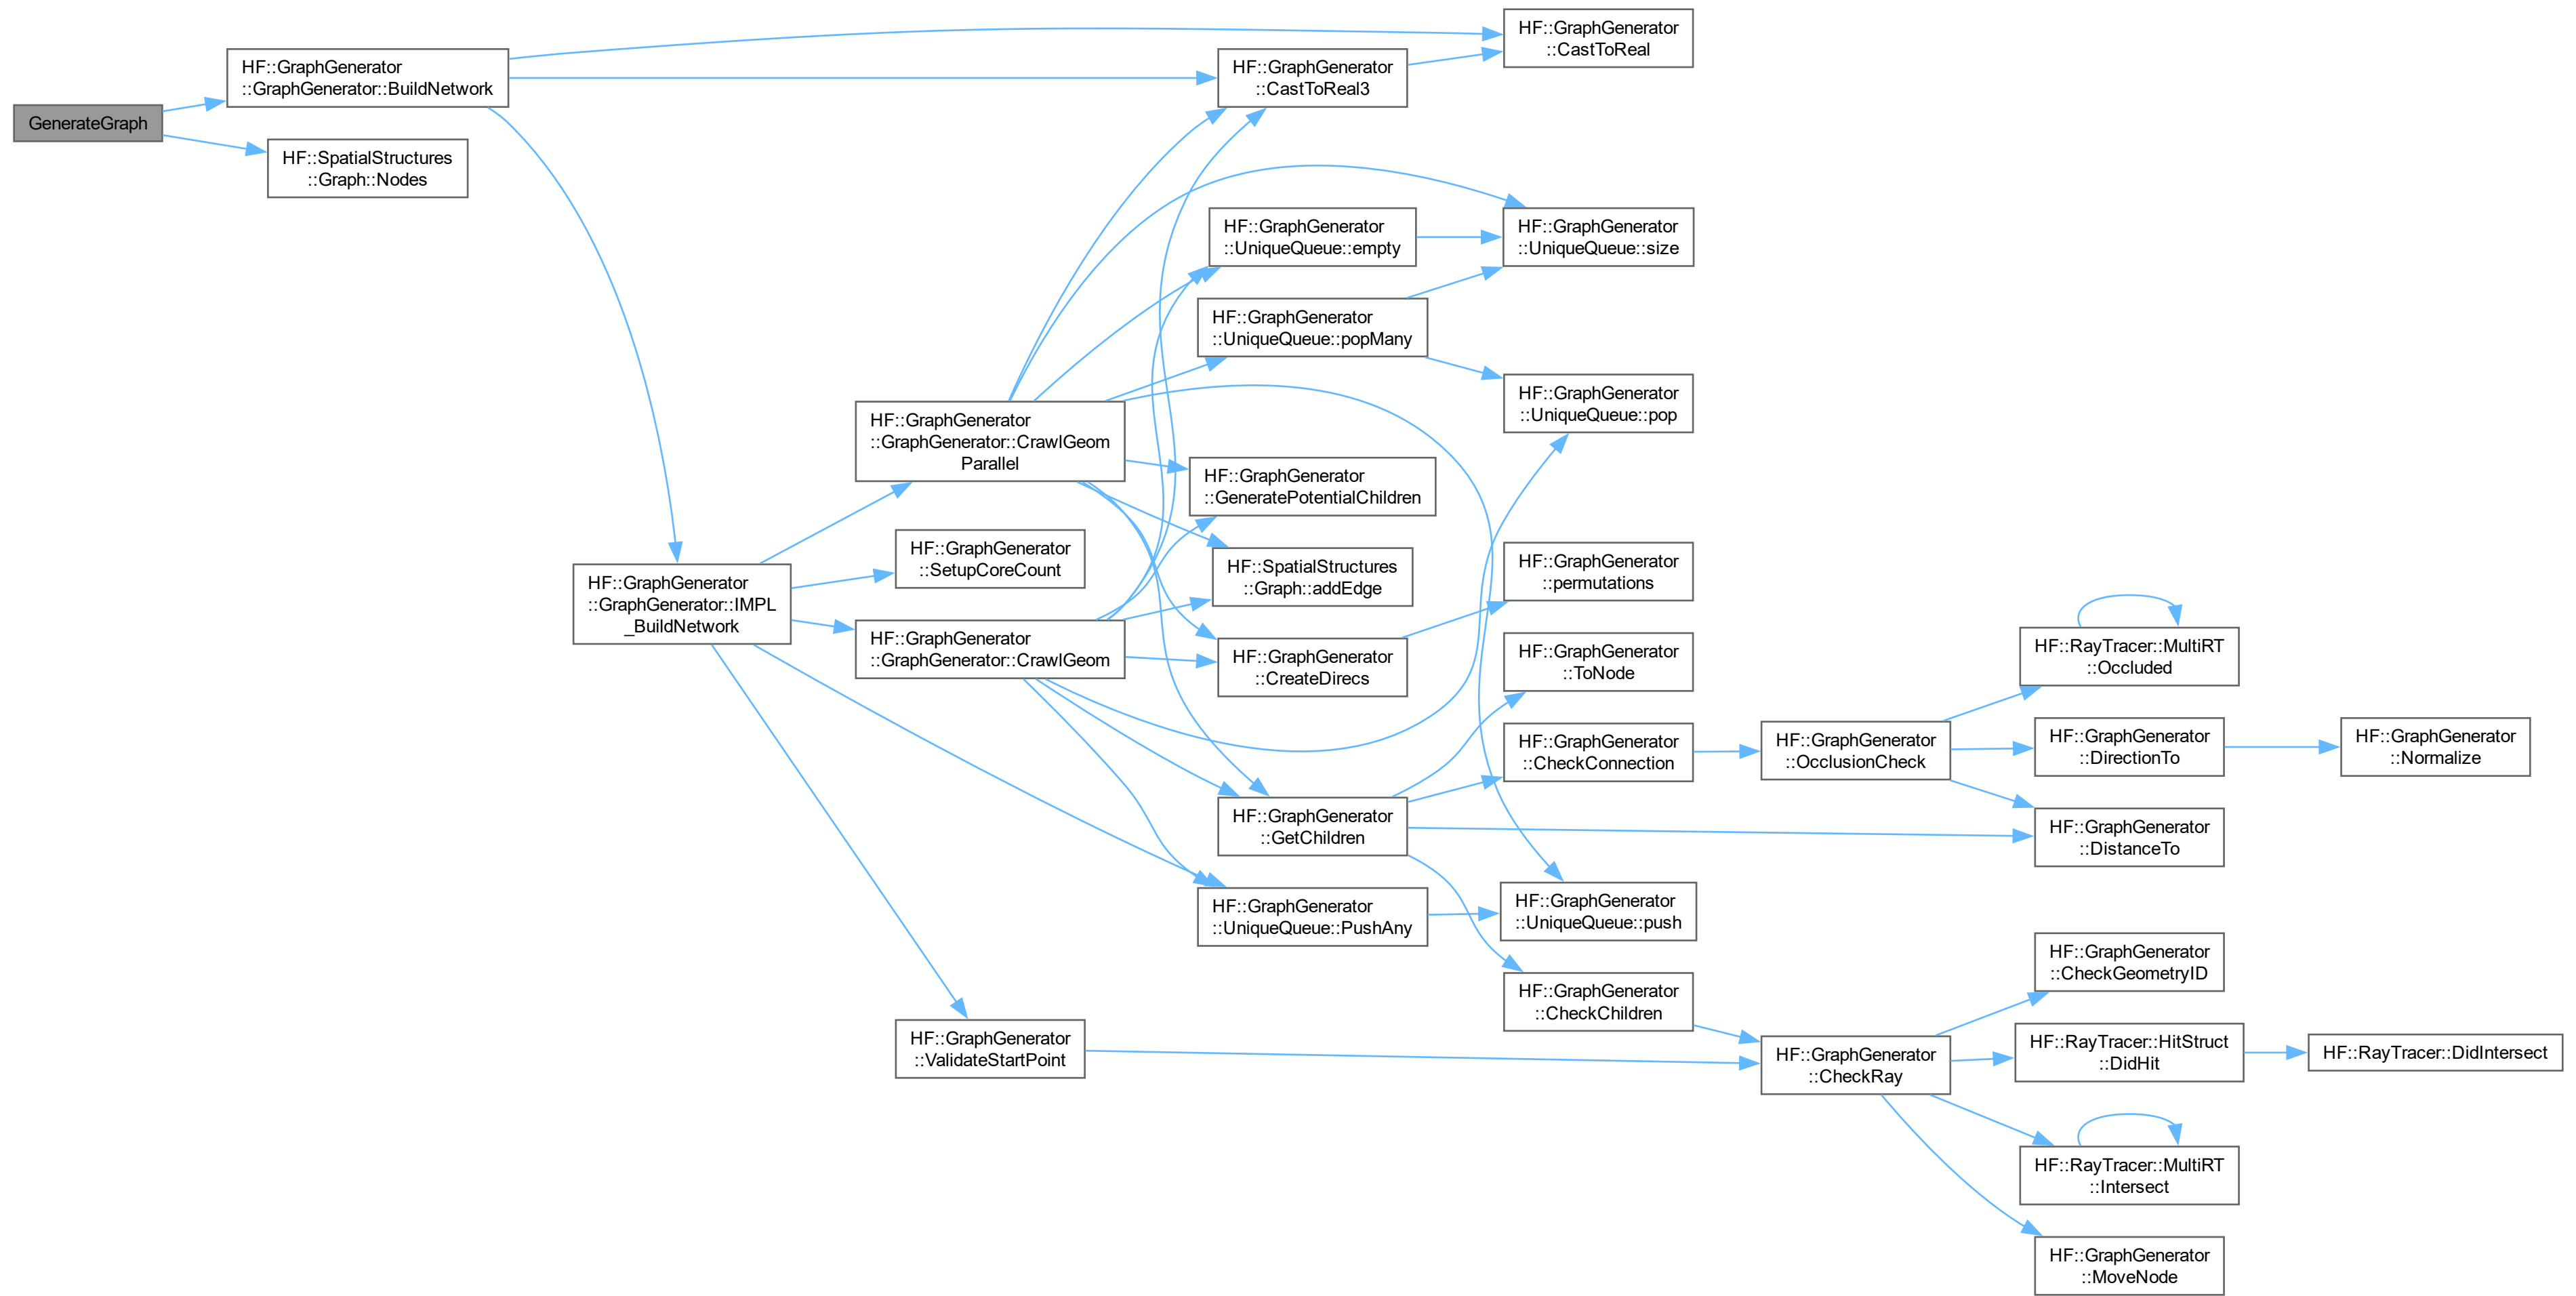 GenerateGraph
HF::GraphGenerator
::GraphGenerator::BuildNetwork
HF::SpatialStructures
::Graph::Nodes
HF::GraphGenerator
::GraphGenerator::IMPL
_BuildNetwork
HF::GraphGenerator
::GraphGenerator::CrawlGeom
Parallel
HF::GraphGenerator
::SetupCoreCount
HF::GraphGenerator
::GraphGenerator::CrawlGeom
HF::GraphGenerator
::ValidateStartPoint
HF::GraphGenerator
::CastToReal3
HF::GraphGenerator
::UniqueQueue::empty
HF::GraphGenerator
::UniqueQueue::popMany
HF::GraphGenerator
::GeneratePotentialChildren
HF::SpatialStructures
::Graph::addEdge
HF::GraphGenerator
::CreateDirecs
HF::GraphGenerator
::GetChildren
HF::GraphGenerator
::UniqueQueue::PushAny
HF::GraphGenerator
::CastToReal
HF::GraphGenerator
::UniqueQueue::size
HF::GraphGenerator
::UniqueQueue::pop
HF::GraphGenerator
::permutations
HF::GraphGenerator
::ToNode
HF::GraphGenerator
::CheckConnection
HF::GraphGenerator
::UniqueQueue::push
HF::GraphGenerator
::CheckChildren
HF::GraphGenerator
::OcclusionCheck
HF::GraphGenerator
::CheckRay
HF::RayTracer::MultiRT
::Occluded
HF::GraphGenerator
::DirectionTo
HF::GraphGenerator
::DistanceTo
HF::GraphGenerator
::CheckGeometryID
HF::RayTracer::HitStruct
::DidHit
HF::RayTracer::MultiRT
::Intersect
HF::GraphGenerator
::MoveNode
HF::GraphGenerator
::Normalize
HF::RayTracer::DidIntersect